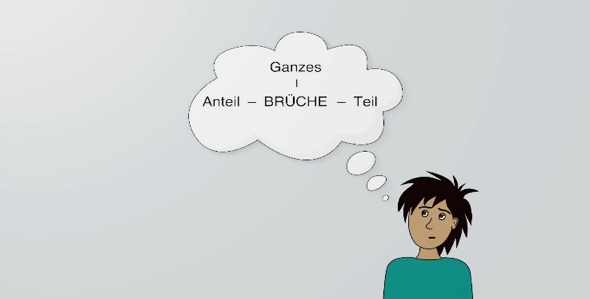 Ganzes
I
Anteil – BRÜCHE – Teil